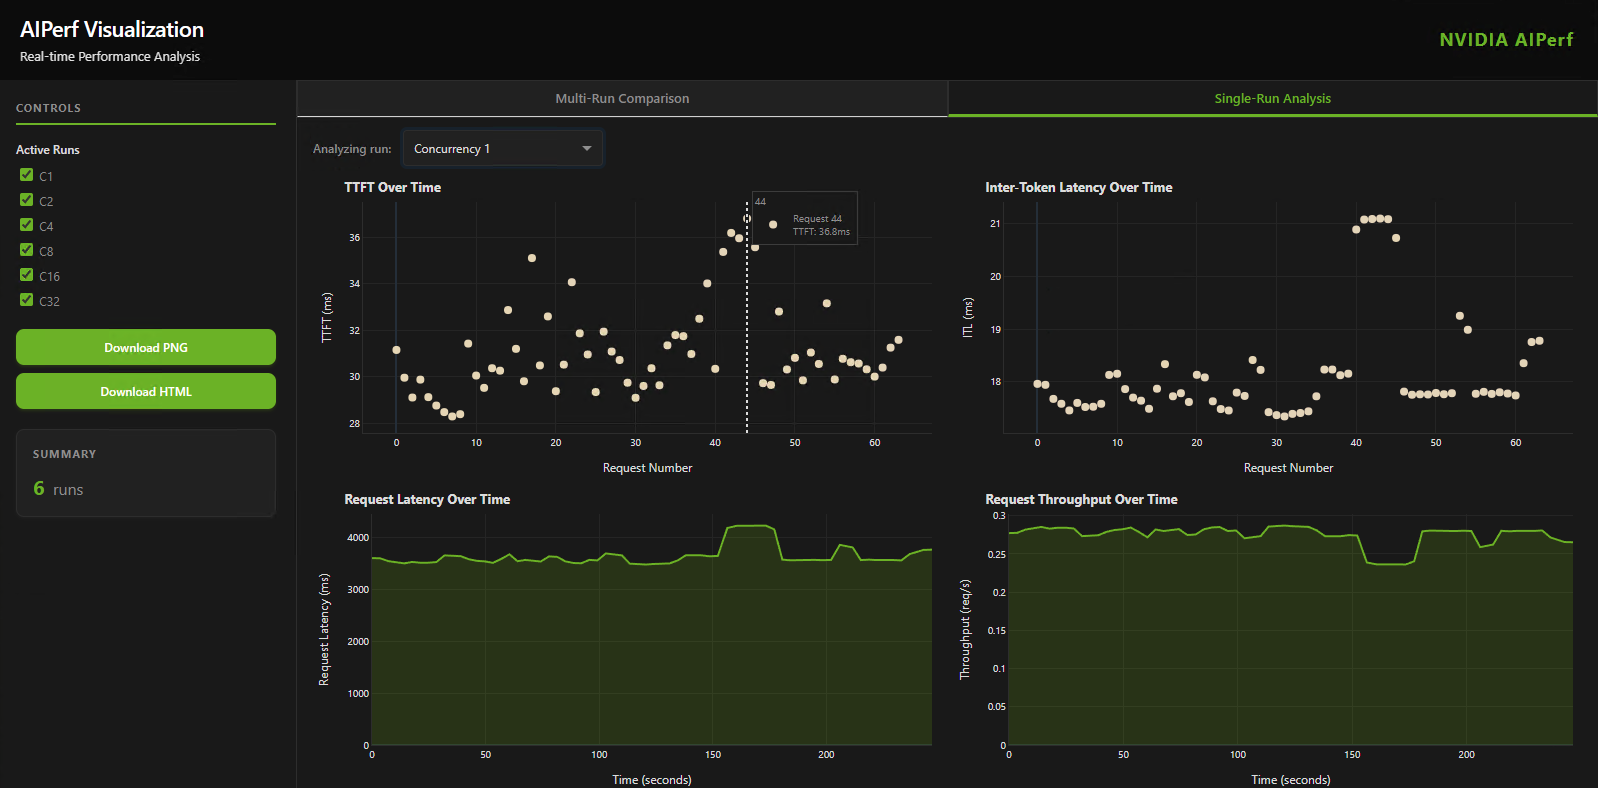 AIPerf Visualization
Real-time Performance Analysis
NVIDIA AIPerf
CONTROLS
Active Runs
C1
C2
C4
C8
C16
C32
Download PNG
Download HTML
SUMMARY
6 runs
Multi-Run Comparison
Single-Run Analysis
Analyzing run:
Concurrency 1
TTFT Over Time
44
Request 44
TTFT: 36.8ms
TTFT (ms)
36
34
32
30
28
0 10 20 30 40 50 60
Request Number
Inter-Token Latency Over Time
ITL (ms)
21
20
19
18
0 10 20 30 40 50 60
Request Number
Request Latency Over Time
Request Latency (ms)
4000
3000
2000
1000
0
0 50 100 150 200
Time (seconds)
Request Throughput Over Time
Throughput (req/s)
0.3
0.25
0.2
0.15
0.1
0.05
0
0 50 100 150 200
Time (seconds)